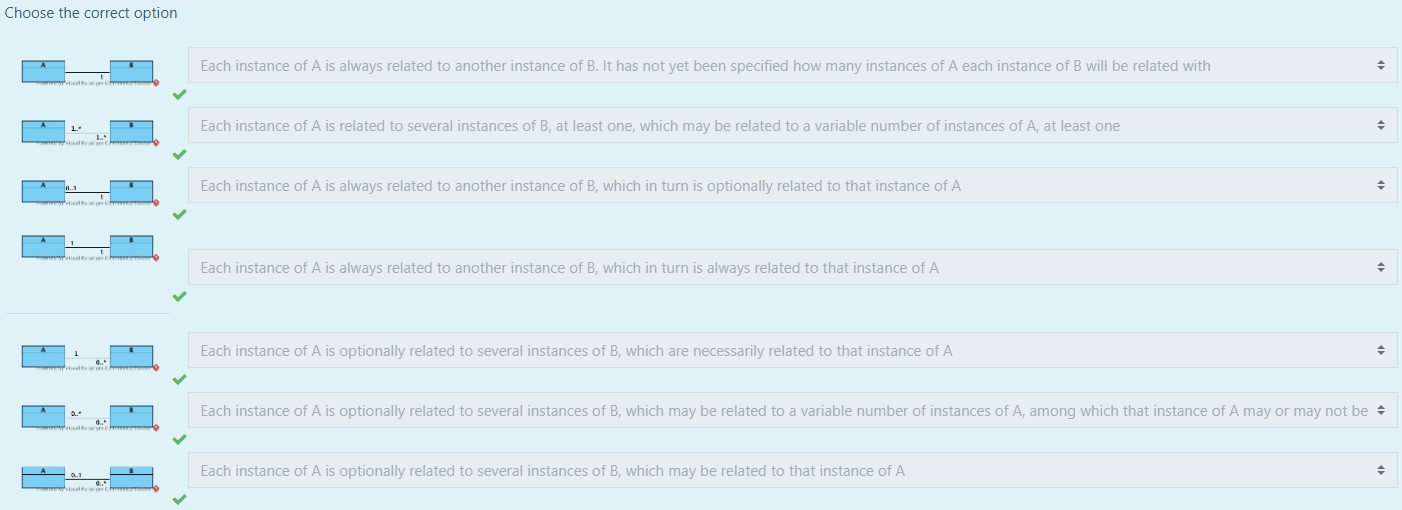 Choose the correct option
A B
1
Each instance of A is always related to another instance of B. It has not yet been specified how many instances of A each instance of B will be related with
A B
1..*
1..*
Each instance of A is related to several instances of B, at least one, which may be related to a variable number of instances of A, at least one
A B
0..1
1
Each instance of A is always related to another instance of B, which in turn is optionally related to that instance of A
A B
1
1
Each instance of A is always related to another instance of B, which in turn is always related to that instance of A
A B
1
0..*
Each instance of A is optionally related to several instances of B, which are necessarily related to that instance of A
A B
0..*
0..*
Each instance of A is optionally related to several instances of B, which may be related to a variable number of instances of A, among which that instance of A may or may not be
A B
0..1
0..*
Each instance of A is optionally related to several instances of B, which may be related to that instance of A